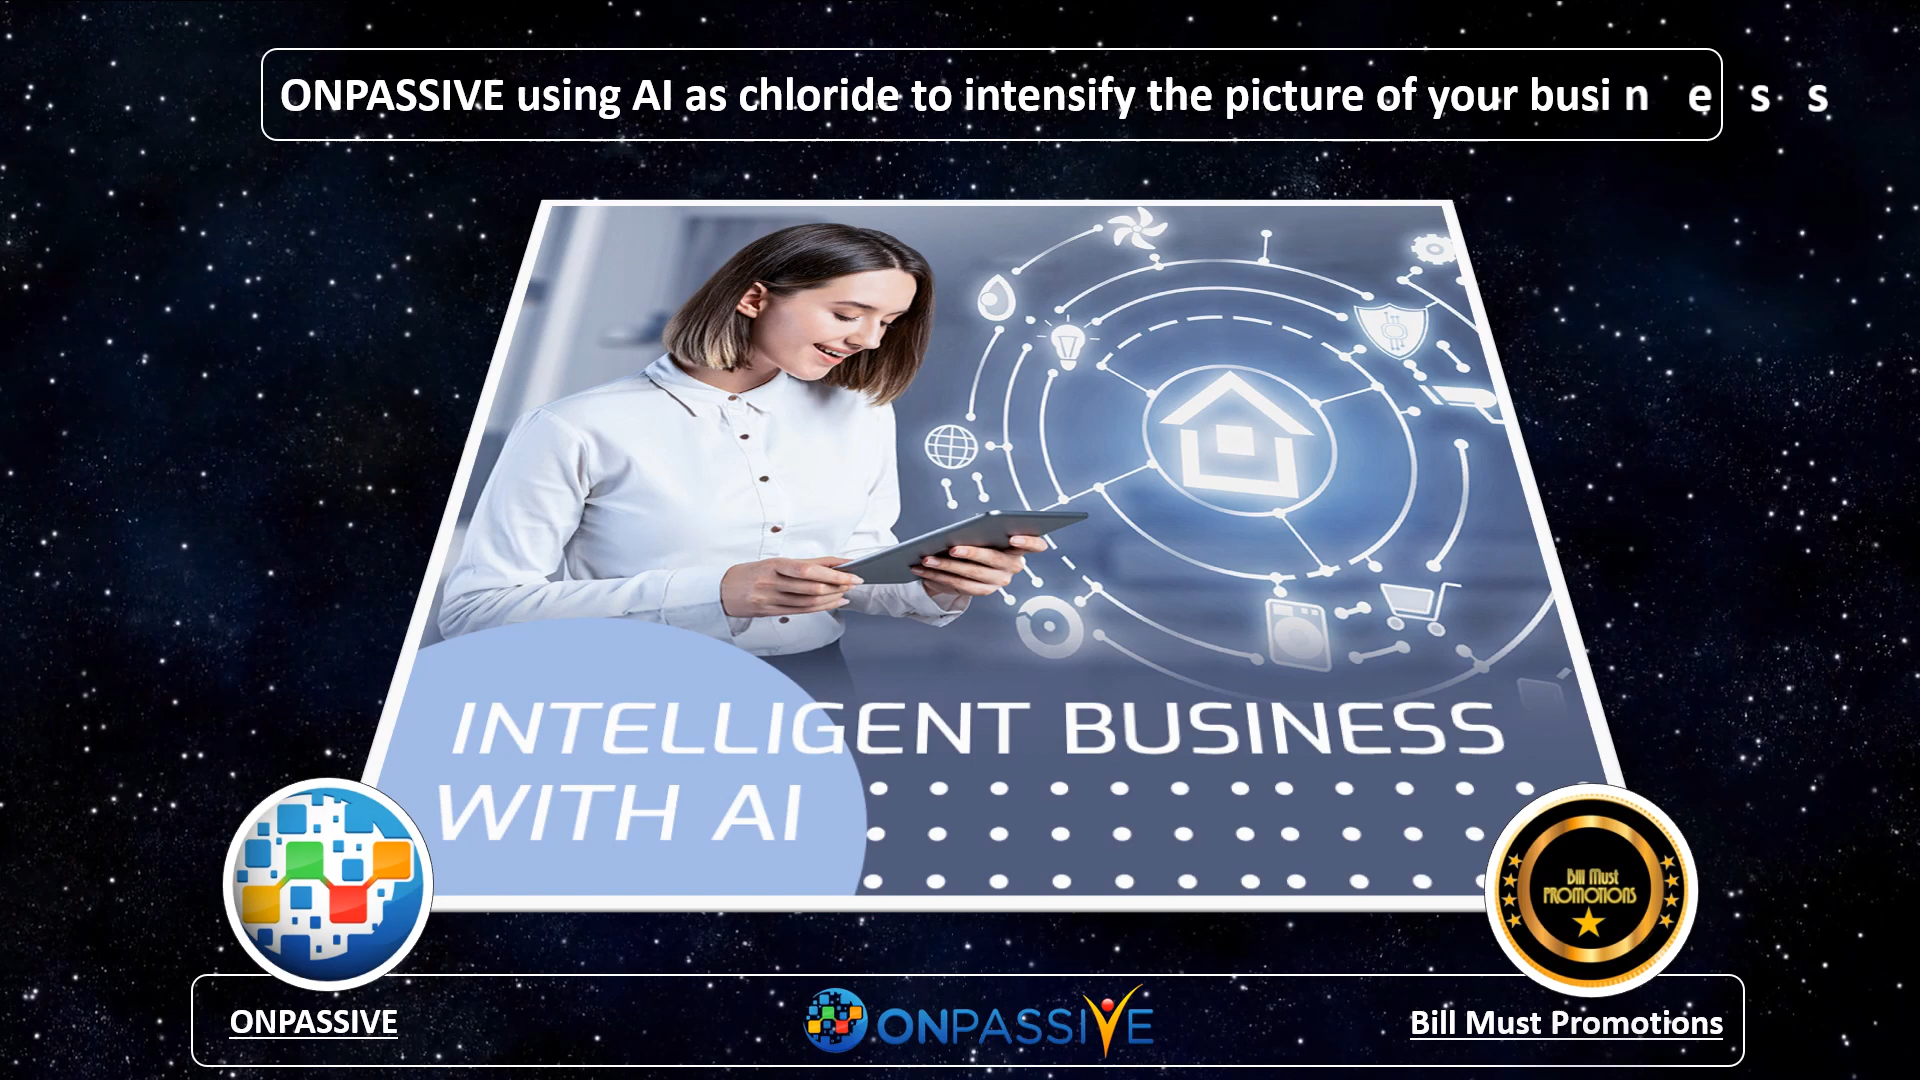 ONPASSIVE using AI as chloride to intensify the picture of your business
INTELLIGENT BUSINESS
WITH AI
Bill Must
PROMOTIONS
ONPASSIVE
ONPASSIVE
Bill Must Promotions